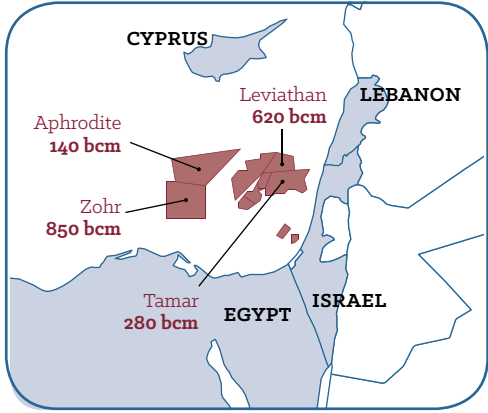 CYPRUS
Leviathan
620 bcm
LEBANON
Aphrodite
140 bcm
Zohr
850 bcm
Tamar
280 bcm
EGYPT
ISRAEL